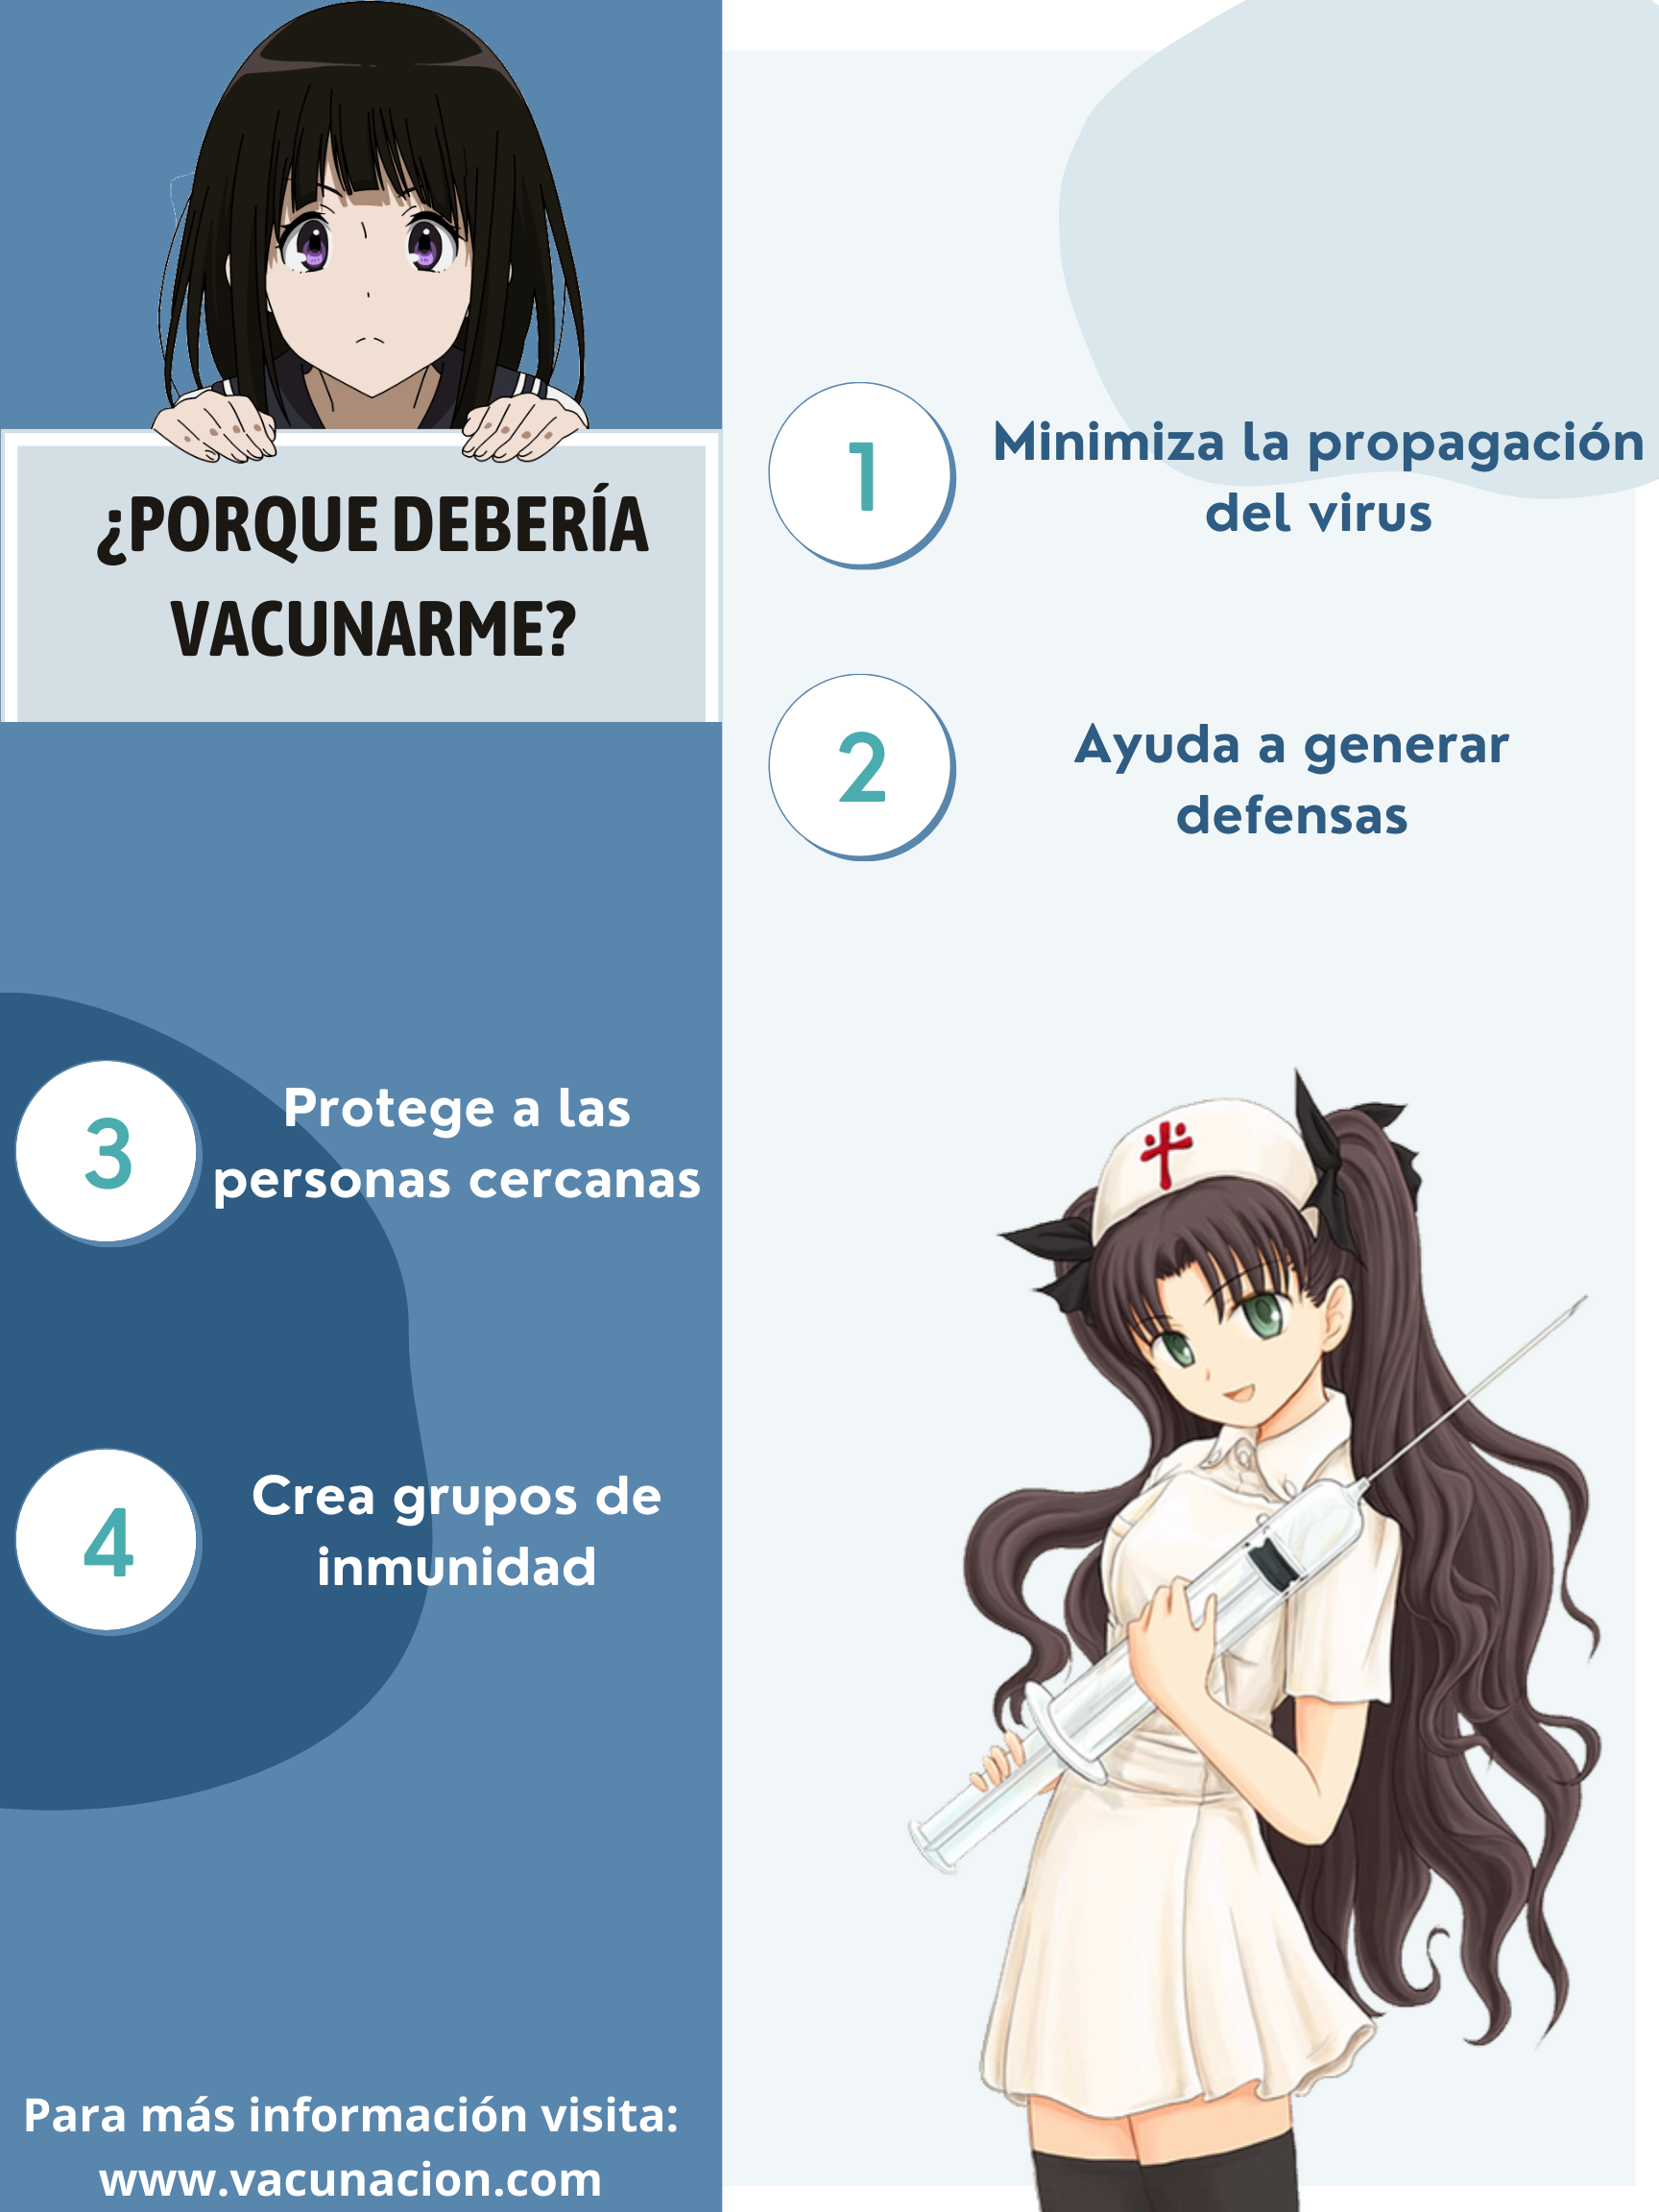 ¿PORQUE DEBERÍA
VACUNARME?
1
Minimiza la propagación
del virus
2
Ayuda a generar
defensas
3
Protege a las
personas cercanas
4
Crea grupos de
inmunidad
Para más información visita:
www.vacunacion.com